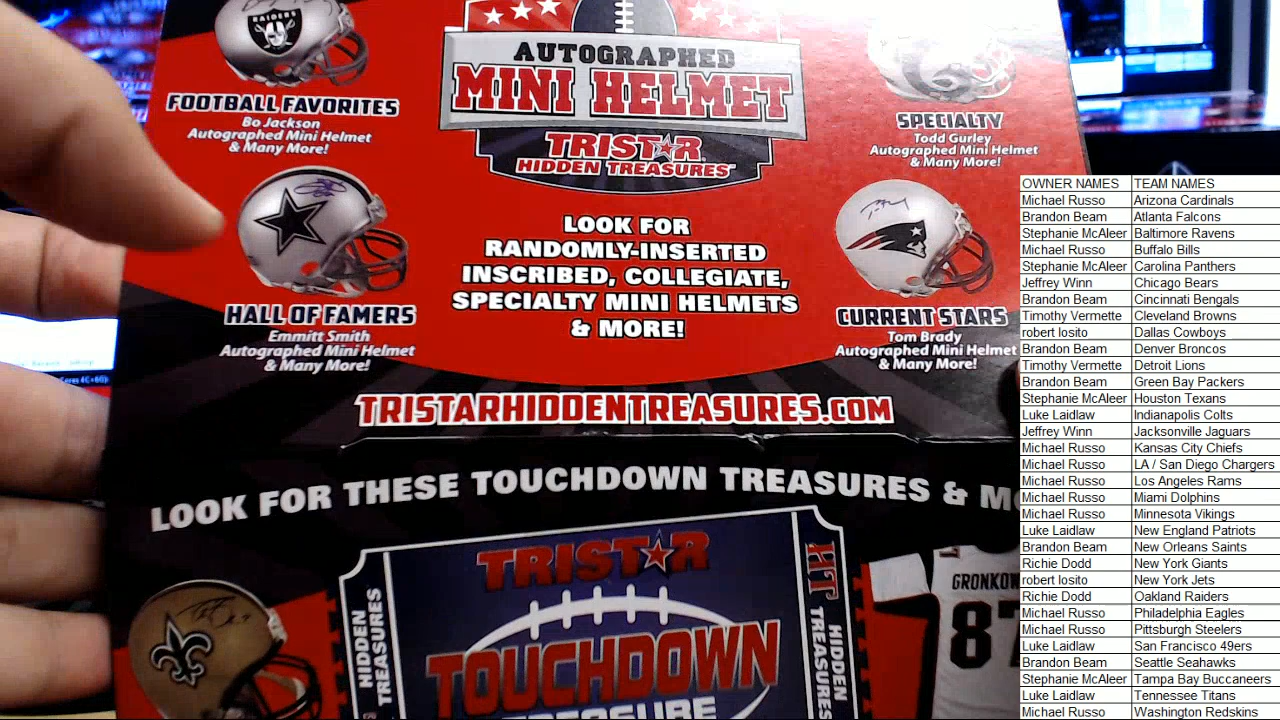 RAIDERS
FOOTBALL FAVORITES
Bo Jackson
Autographed Mini Helmet
& Many More!
AUTOGRAPHED
MINI HELMET
TRISTAR
HIDDEN TREASURES
SPECIALTY
Todd Gurley
Autographed Mini Helmet
& Many More!
LOOK FOR
RANDOMLY-INSERTED
INSCRIBED, COLLEGIATE,
SPECIALTY MINI HELMETS
& MORE!
HALL OF FAMERS
Emmitt Smith
Autographed Mini Helmet
& Many More!
CURRENT STARS
Tom Brady
Autographed Mini Helmet
& Many More!
TRISTARHIDDENTREASURES.COM
LOOK FOR THESE TOUCHDOWN TREASURES & MO
TRISTAR
HIDDEN TREASURES
TOUCHDOWN
TREASURE
HT HIDDEN TREASURES
GRONKOW
87
OWNER NAMES TEAM NAMES
Michael Russo Arizona Cardinals
Brandon Beam Atlanta Falcons
Stephanie McAleer Baltimore Ravens
Michael Russo Buffalo Bills
Stephanie McAleer Carolina Panthers
Jeffrey Winn Chicago Bears
Brandon Beam Cincinnati Bengals
Timothy Vermette Cleveland Browns
robert losito Dallas Cowboys
Brandon Beam Denver Broncos
Timothy Vermette Detroit Lions
Brandon Beam Green Bay Packers
Stephanie McAleer Houston Texans
Luke Laidlaw Indianapolis Colts
Jeffrey Winn Jacksonville Jaguars
Michael Russo Kansas City Chiefs
Michael Russo LA / San Diego Chargers
Michael Russo Los Angeles Rams
Michael Russo Miami Dolphins
Michael Russo Minnesota Vikings
Luke Laidlaw New England Patriots
Brandon Beam New Orleans Saints
Richie Dodd New York Giants
robert losito New York Jets
Richie Dodd Oakland Raiders
Michael Russo Philadelphia Eagles
Michael Russo Pittsburgh Steelers
Luke Laidlaw San Francisco 49ers
Brandon Beam Seattle Seahawks
Stephanie McAleer Tampa Bay Buccaneers
Luke Laidlaw Tennessee Titans
Michael Russo Washington Redskins